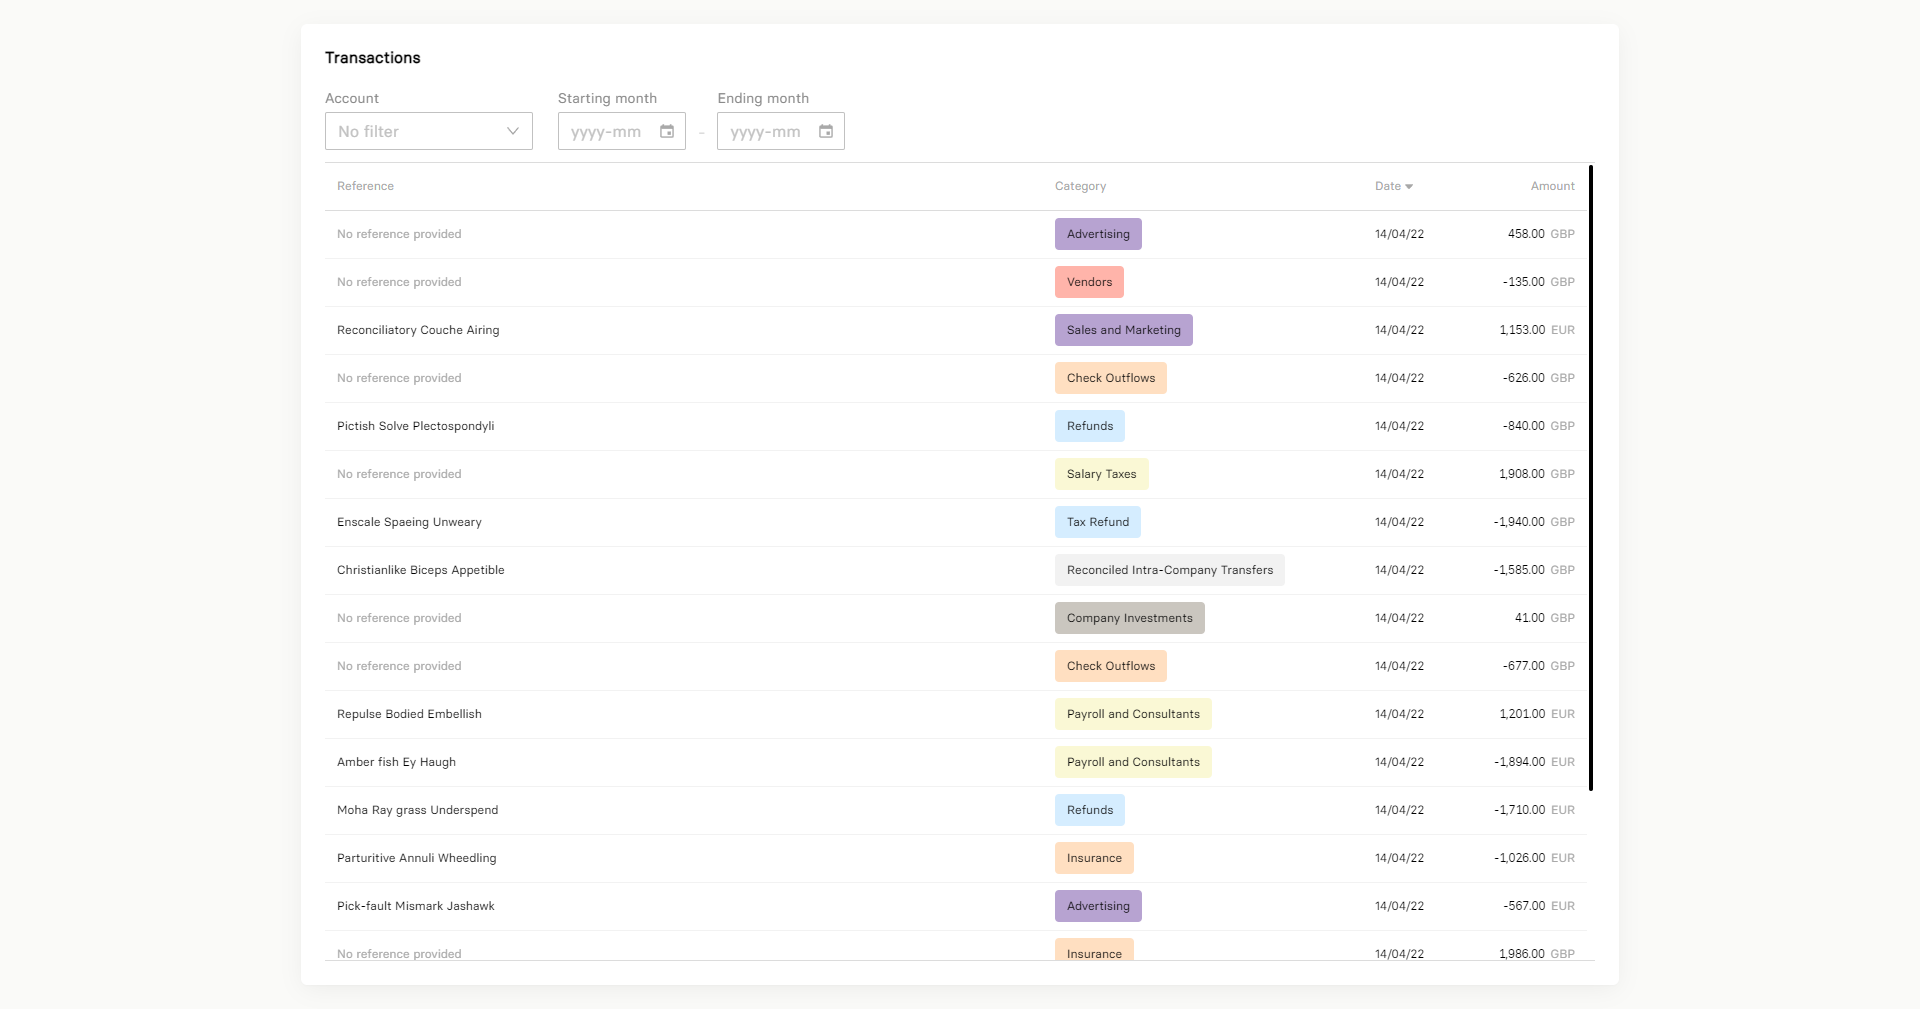 Transactions
Account Starting month Ending month
No filter yyyy-mm - yyyy-mm
Reference Category Date Amount
No reference provided Advertising 14/04/22 458.00 GBP
No reference provided Vendors 14/04/22 -135.00 GBP
Reconciliatory Couche Airing Sales and Marketing 14/04/22 1,153.00 EUR
No reference provided Check Outflows 14/04/22 -626.00 GBP
Pictish Solve Plectospondyli Refunds 14/04/22 -840.00 GBP
No reference provided Salary Taxes 14/04/22 1,908.00 GBP
Enscale Spaeing Unweary Tax Refund 14/04/22 -1,940.00 GBP
Christianlike Biceps Appetible Reconciled Intra-Company Transfers 14/04/22 -1,585.00 GBP
No reference provided Company Investments 14/04/22 41.00 GBP
No reference provided Check Outflows 14/04/22 -677.00 GBP
Repulse Bodied Embellish Payroll and Consultants 14/04/22 1,201.00 EUR
Amber fish Ey Haugh Payroll and Consultants 14/04/22 -1,894.00 EUR
Moha Ray grass Underspend Refunds 14/04/22 -1,710.00 EUR
Parturitive Annuli Wheedling Insurance 14/04/22 -1,026.00 EUR
Pick-fault Mismark Jashawk Advertising 14/04/22 -567.00 EUR
No reference provided Insurance 14/04/22 1,986.00 GBP